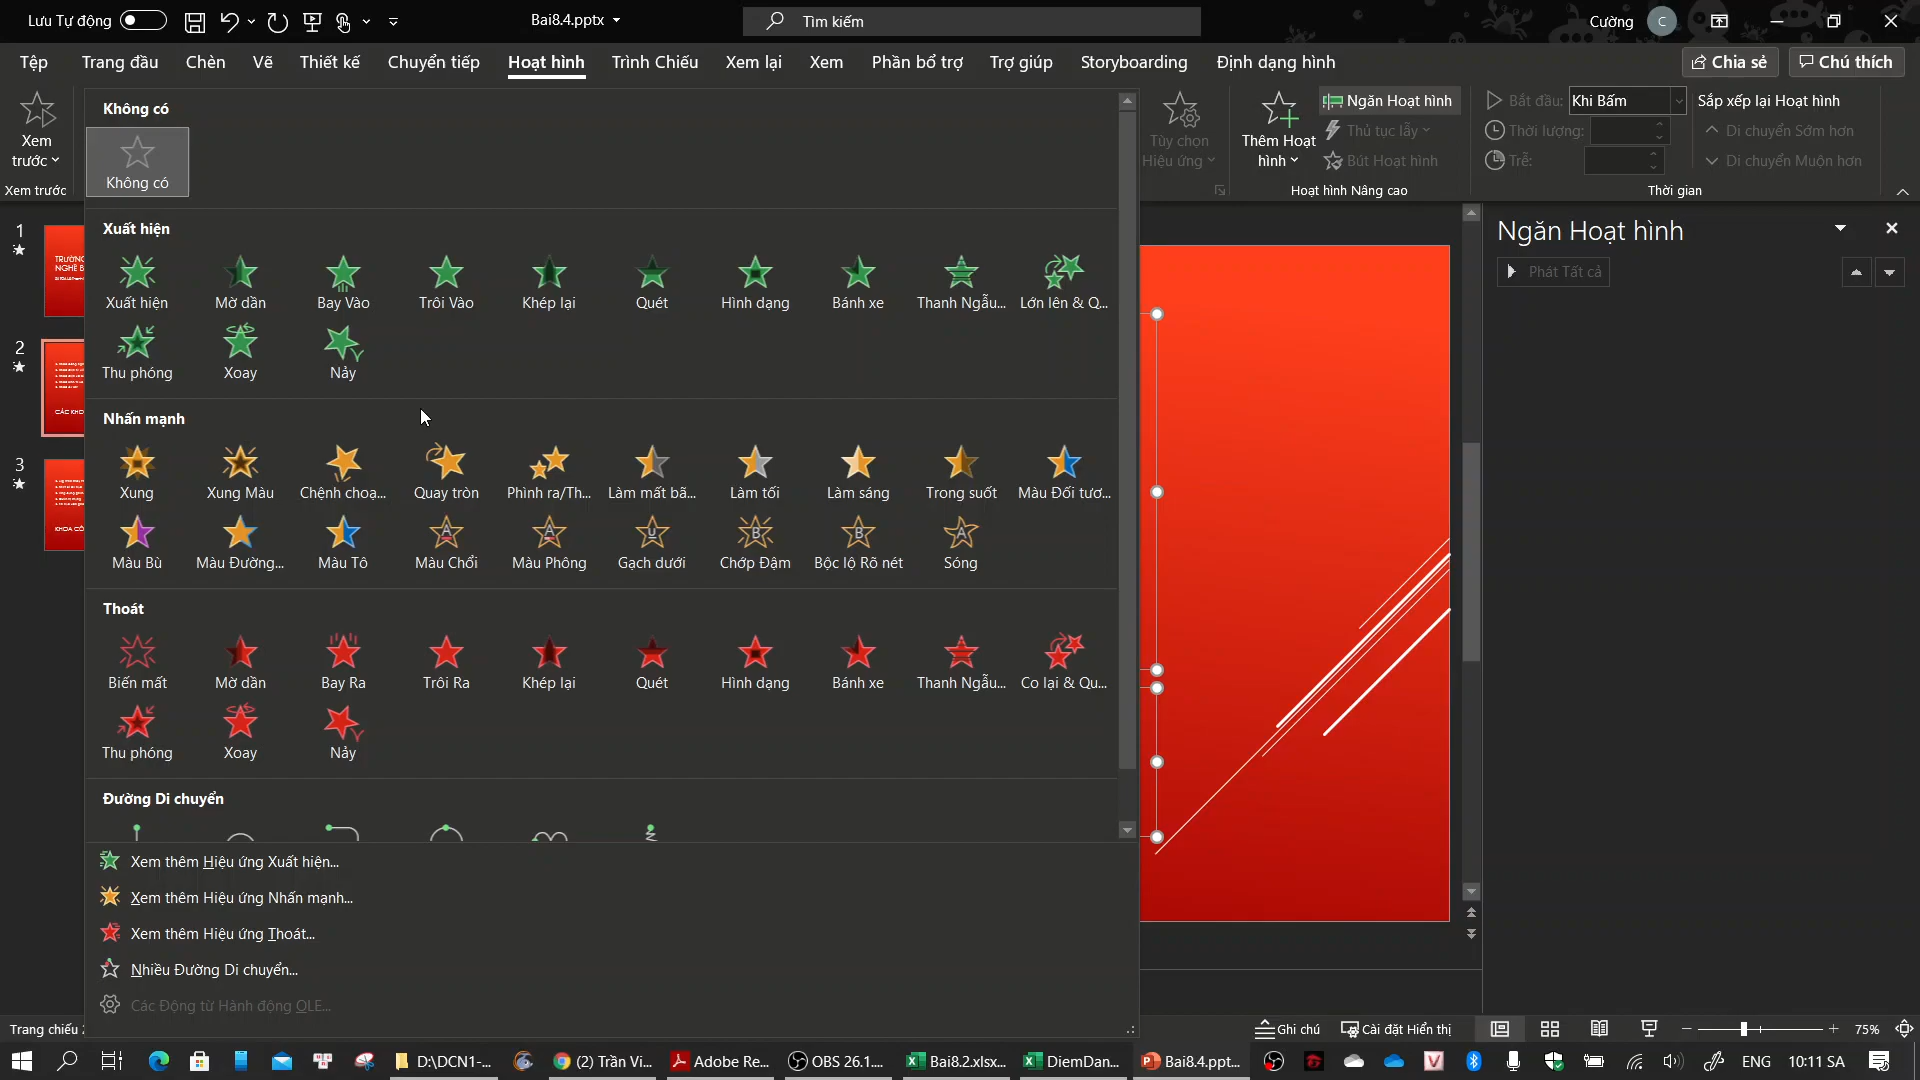 Lưu Tự động
Bai8.4.pptx
Tìm kiếm
Cường
C
Tệp
Trang đầu
Chèn
Vẽ
Thiết kế
Chuyển tiếp
Hoạt hình
Trình Chiếu
Xem lại
Xem
Phần bổ trợ
Trợ giúp
Storyboarding
Định dạng hình
Chia sẻ
Chú thích
Xem
trước
Xem trước
Tùy chọn
Hiệu ứng
Thêm Hoạt
hình
Ngăn Hoạt hình
Thủ tục lẫy
Bút Hoạt hình
Hoạt hình Nâng cao
Bắt đầu: Khi Bấm
Thời lượng:
Trễ:
Sắp xếp lại Hoạt hình
Di chuyển Sớm hơn
Di chuyển Muộn hơn
Thời gian
Không có
Không có
Xuất hiện
Xuất hiện
Mờ dần
Bay Vào
Trôi Vào
Khép lại
Quét
Hình dạng
Bánh xe
Thanh Ngẫu...
Lớn lên & Q...
Thu phóng
Xoay
Nảy
Nhấn mạnh
Xung
Xung Màu
Chệnh choạ...
Quay tròn
Phình ra/Th...
Làm mất bã...
Làm tối
Làm sáng
Trong suốt
Màu Đối tươ...
Màu Bù
Màu Đường...
Màu Tô
Màu Chổi
Màu Phông
Gạch dưới
Chớp Đậm
Bộc lộ Rõ nét
Sóng
Thoát
Biến mất
Mờ dần
Bay Ra
Trôi Ra
Khép lại
Quét
Hình dạng
Bánh xe
Thanh Ngẫu...
Co lại & Qu...
Thu phóng
Xoay
Nảy
Đường Di chuyển
Xem thêm Hiệu ứng Xuất hiện...
Xem thêm Hiệu ứng Nhấn mạnh...
Xem thêm Hiệu ứng Thoát...
Nhiều Đường Di chuyển...
Các Động từ Hành động OLE...
1
TRƯỜNG
NGHỀ B
2
CÁC KHO
3
KHOA CÔ
Ngăn Hoạt hình
Phát Tất cả
Trang chiếu
Ghi chú
Cài đặt Hiển thị
75%
D:\DCN1-...
(2) Trần Vi...
Adobe Re...
OBS 26.1....
Bai8.2.xlsx...
DiemDan...
Bai8.4.ppt...
ENG
10:11 SA